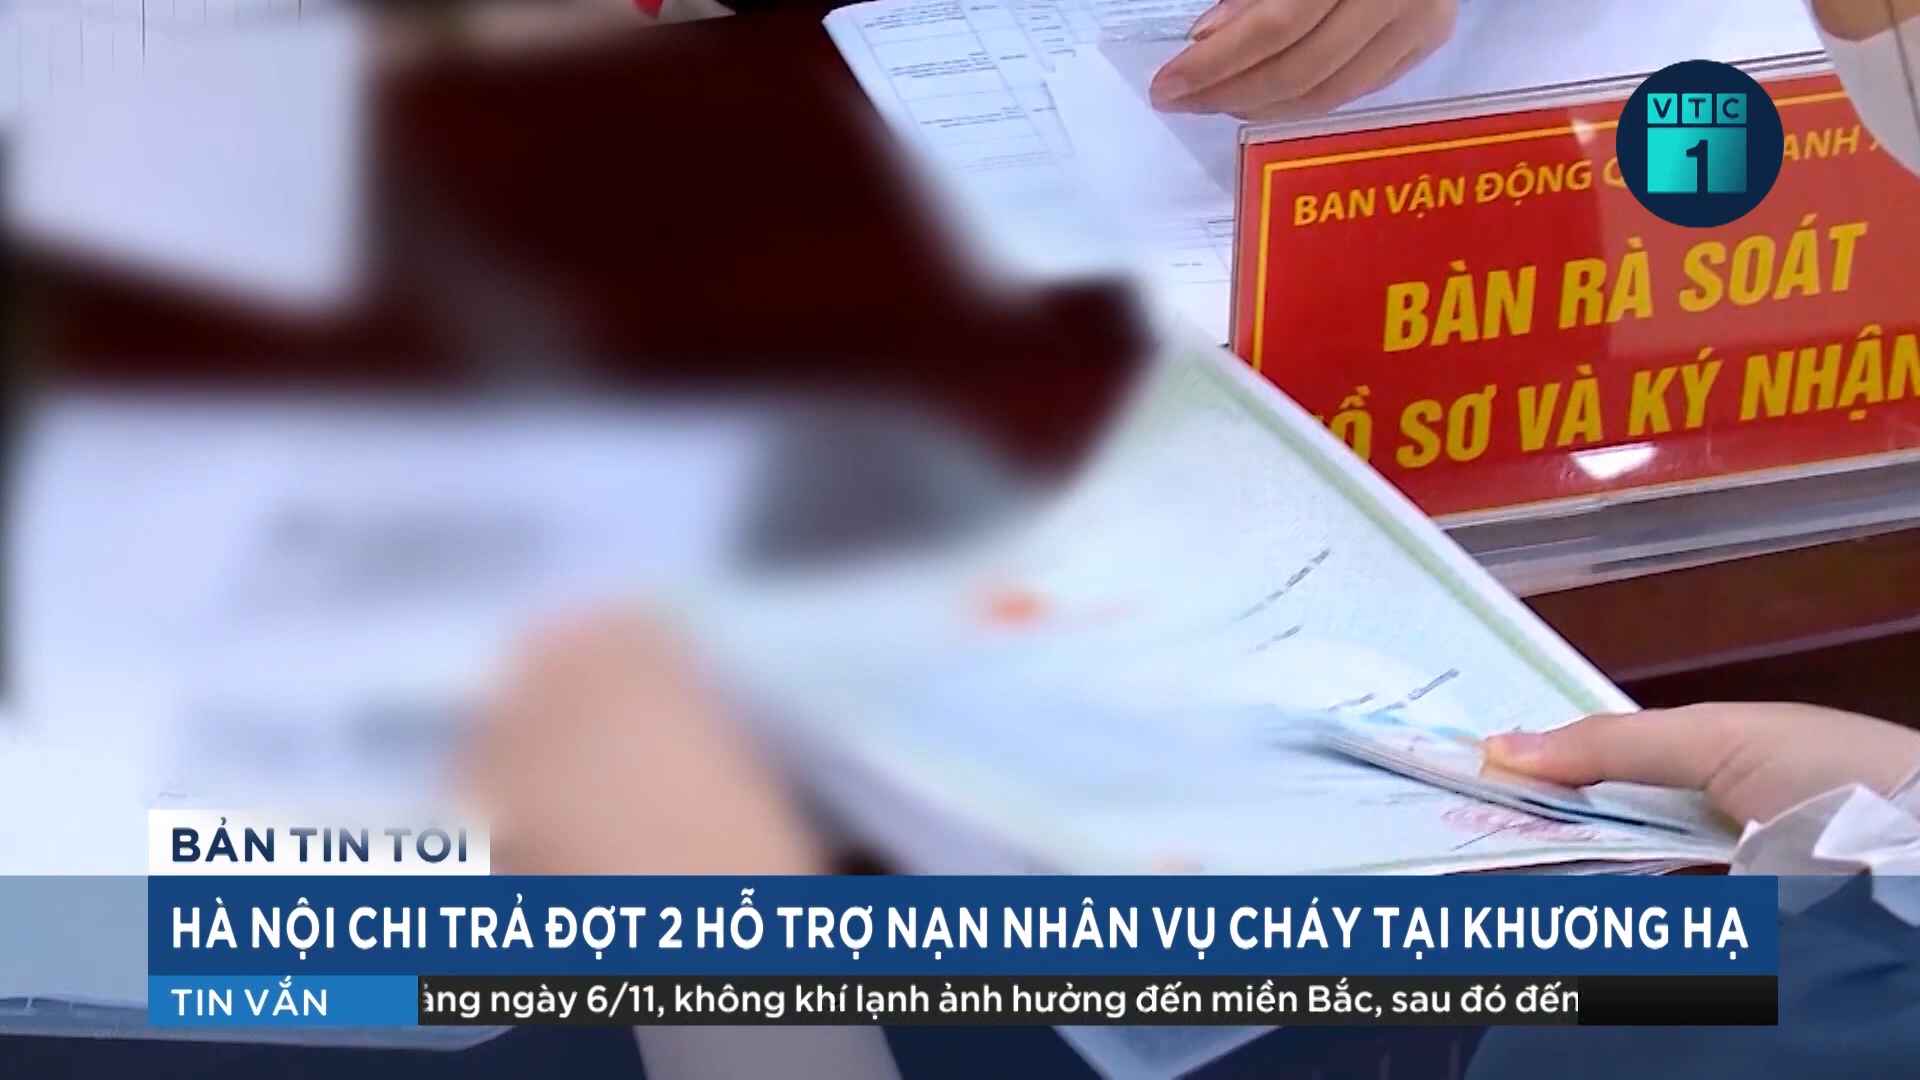 VTC
1
BAN VẬN ĐỘNG
BÀN RÀ SOÁT
HỒ SƠ VÀ KÝ NHẬN
BẢN TIN TỐI
HÀ NỘI CHI TRẢ ĐỢT 2 HỖ TRỢ NẠN NHÂN VỤ CHÁY TẠI KHƯƠNG HẠ
TIN VẮN
ảng ngày 6/11, không khí lạnh ảnh hưởng đến miền Bắc, sau đó đến